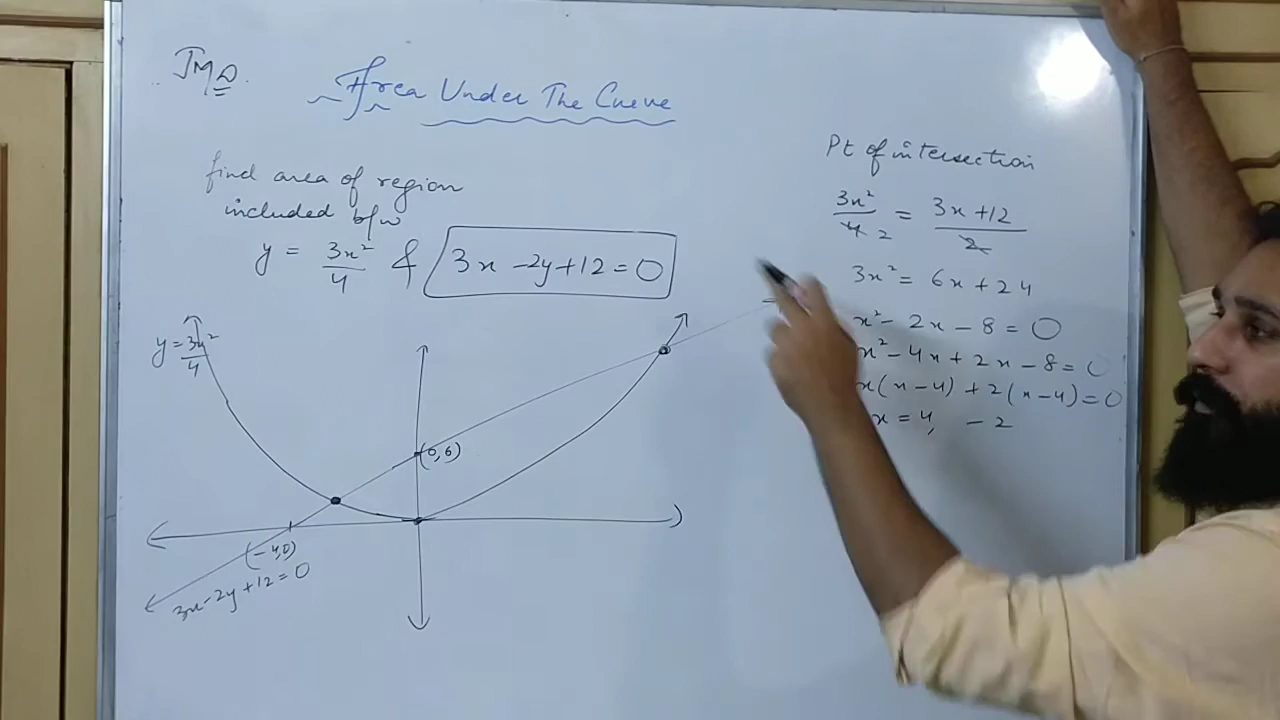 JMD.
Area Under The Curve
find area of region
included b/w
y = 3x²/4 & 3x - 2y + 12 = 0
y = 3x²/4
(0,6)
(-4,0)
3x-2y+12=0
Pt of intersection
3x²/4 2 = 3x+12/2
3x² = 6x + 24
x² - 2x - 8 = 0
x² - 4x + 2x - 8 = 0
x(x-4) + 2(x-4) = 0
x = 4, -2